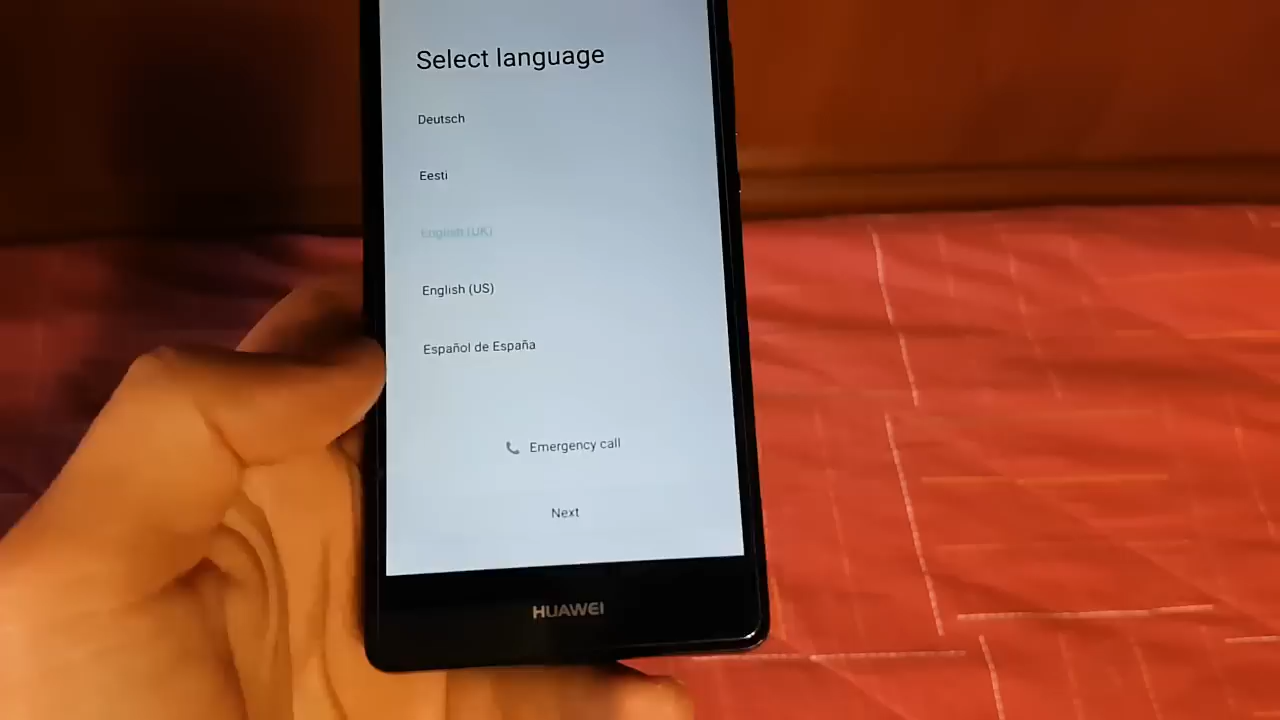 Select language
Deutsch
Eesti
English (UK)
English (US)
Español de España
Emergency call
Next
HUAWEI